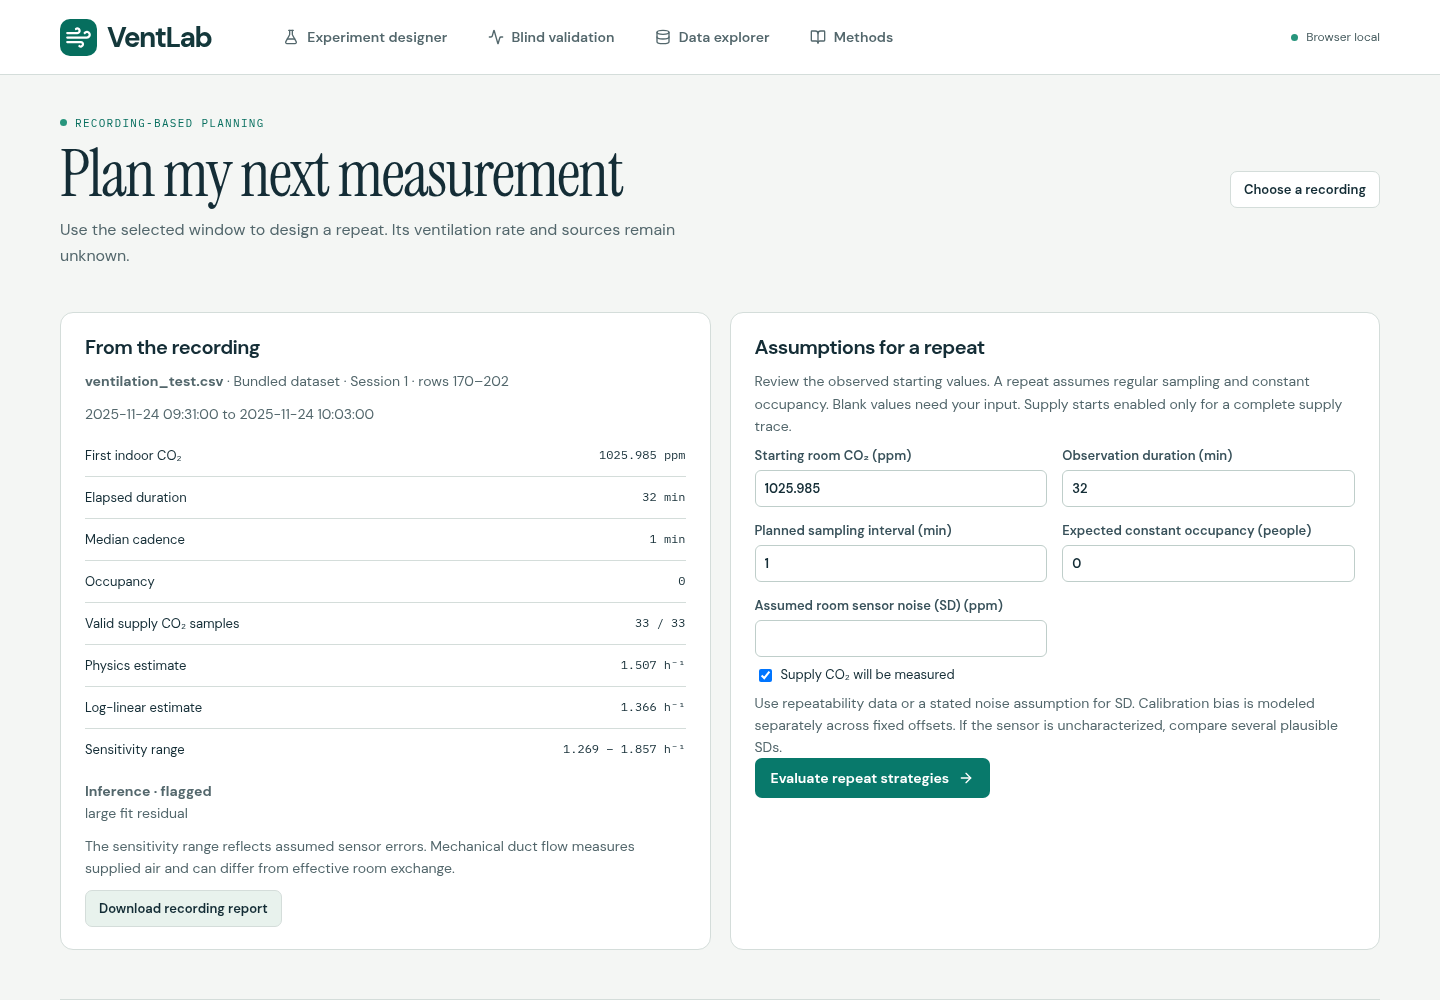 VentLab
Experiment designer
Blind validation
Data explorer
Methods
Browser local
RECORDING-BASED PLANNING
Plan my next measurement
Choose a recording
Use the selected window to design a repeat. Its ventilation rate and sources remain
unknown.
From the recording
ventilation_test.csv · Bundled dataset · Session 1 · rows 170–202
2025-11-24 09:31:00 to 2025-11-24 10:03:00
First indoor CO₂ 1025.985 ppm
Elapsed duration 32 min
Median cadence 1 min
Occupancy 0
Valid supply CO₂ samples 33 / 33
Physics estimate 1.507 h⁻¹
Log-linear estimate 1.366 h⁻¹
Sensitivity range 1.269 – 1.857 h⁻¹
Inference · flagged
large fit residual
The sensitivity range reflects assumed sensor errors. Mechanical duct flow measures
supplied air and can differ from effective room exchange.
Download recording report
Assumptions for a repeat
Review the observed starting values. A repeat assumes regular sampling and constant
occupancy. Blank values need your input. Supply starts enabled only for a complete supply
trace.
Starting room CO₂ (ppm)
1025.985
Observation duration (min)
32
Planned sampling interval (min)
1
Expected constant occupancy (people)
0
Assumed room sensor noise (SD) (ppm)
Supply CO₂ will be measured
Use repeatability data or a stated noise assumption for SD. Calibration bias is modeled
separately across fixed offsets. If the sensor is uncharacterized, compare several plausible
SDs.
Evaluate repeat strategies